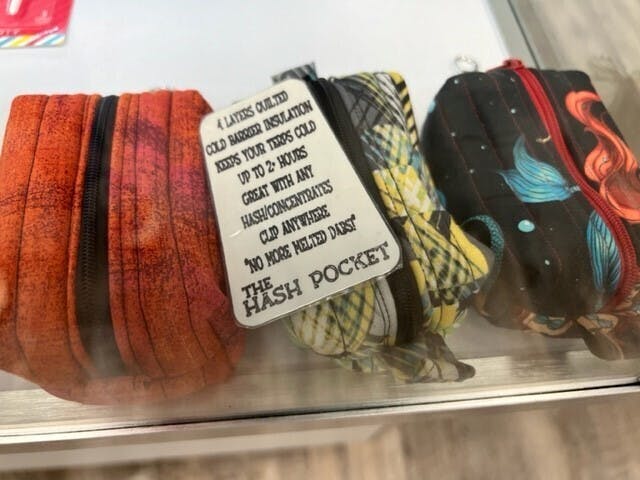 4 LAYERS QUILTED
COLD BARRIER INSULATION
KEEPS YOUR TERPS COLD
UP TO 2+ HOURS
GREAT WITH ANY
HASH/CONCENTRATES
CLIP ANYWHERE
"NO MORE MELTED DABS!"
THE
HASH POCKET